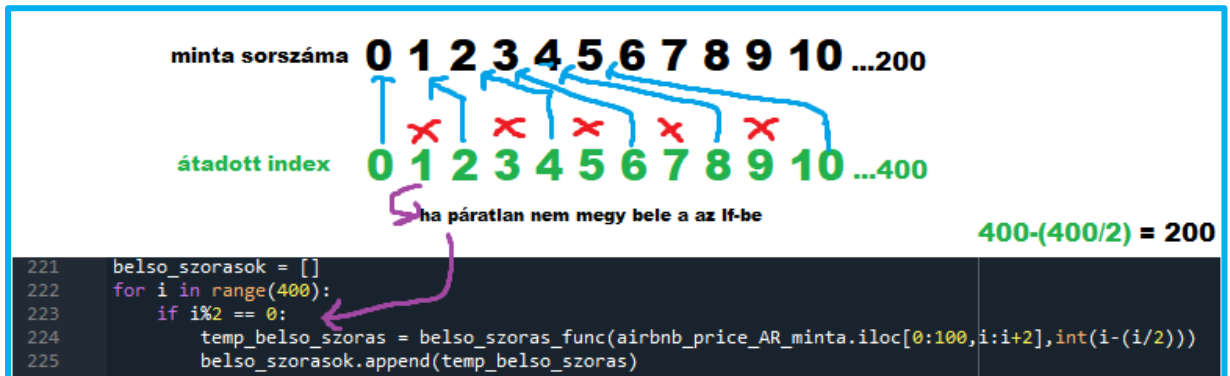 minta sorszáma 0 1 2 3 4 5 6 7 8 9 10 ...200
átadott index 0 1 2 3 4 5 6 7 8 9 10 ...400
ha páratlan nem megy bele a az If-be
400-(400/2) = 200
221 belso_szorasok = []
222 for i in range(400):
223 if i%2 == 0:
224 temp_belso_szoras = belso_szoras_func(airbnb_price_AR_minta.iloc[0:100,i:i+2],int(i-(i/2)))
225 belso_szorasok.append(temp_belso_szoras)